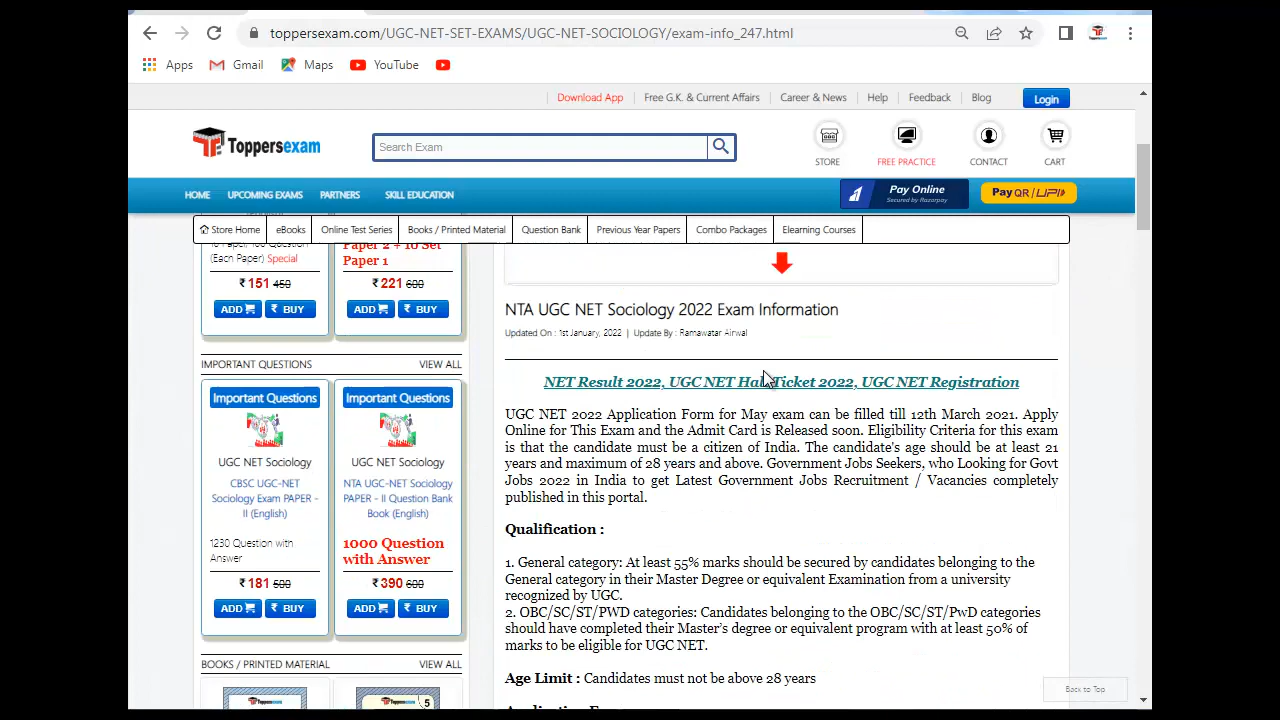 toppersexam.com/UGC-NET-SET-EXAMS/UGC-NET-SOCIOLOGY/exam-info_247.html
Apps Gmail Maps YouTube
Download App Free G.K. & Current Affairs Career & News Help Feedback Blog Login
Toppersexam
Search Exam
STORE FREE PRACTICE CONTACT CART
HOME UPCOMING EXAMS PARTNERS SKILL EDUCATION
Pay Online
Secured by Razorpay
Pay QR/UPI
Store Home eBooks Online Test Series Books / Printed Material Question Bank Previous Year Papers Combo Packages Elearning Courses
(Each Paper) Special
Paper 2 + 10 Set
Paper 1
₹ 151 450
₹ 221 600
ADD ₹ BUY
ADD ₹ BUY
IMPORTANT QUESTIONS VIEW ALL
Important Questions
UGC NET Sociology
CBSC UGC-NET
Sociology Exam PAPER -
II (English)
1230 Question with
Answer
₹ 181 500
ADD ₹ BUY
Important Questions
UGC NET Sociology
NTA UGC-NET Sociology
PAPER - II Question Bank
Book (English)
1000 Question
with Answer
₹ 390 600
ADD ₹ BUY
BOOKS / PRINTED MATERIAL VIEW ALL
Toppersexam
Toppersexam 5
NTA UGC NET Sociology 2022 Exam Information
Updated On : 1st January, 2022 | Update By : Ramawatar Airwal
NET Result 2022, UGC NET Hall Ticket 2022, UGC NET Registration
UGC NET 2022 Application Form for May exam can be filled till 12th March 2021. Apply
Online for This Exam and the Admit Card is Released soon. Eligibility Criteria for this exam
is that the candidate must be a citizen of India. The candidate's age should be at least 21
years and maximum of 28 years and above. Government Jobs Seekers, who Looking for Govt
Jobs 2022 in India to get Latest Government Jobs Recruitment / Vacancies completely
published in this portal.
Qualification :
1. General category: At least 55% marks should be secured by candidates belonging to the
General category in their Master Degree or equivalent Examination from a university
recognized by UGC.
2. OBC/SC/ST/PWD categories: Candidates belonging to the OBC/SC/ST/PwD categories
should have completed their Master's degree or equivalent program with at least 50% of
marks to be eligible for UGC NET.
Age Limit : Candidates must not be above 28 years
Back to Top